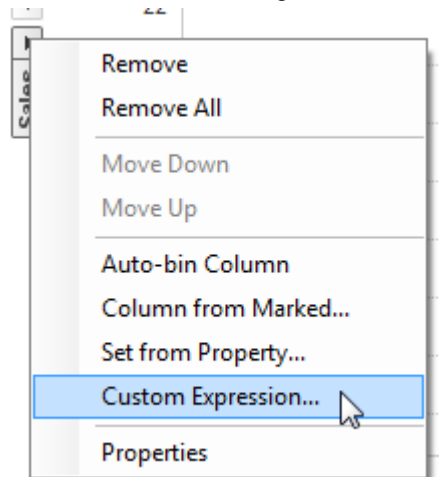 22
Sales
Remove
Remove All
Move Down
Move Up
Auto-bin Column
Column from Marked...
Set from Property...
Custom Expression...
Properties